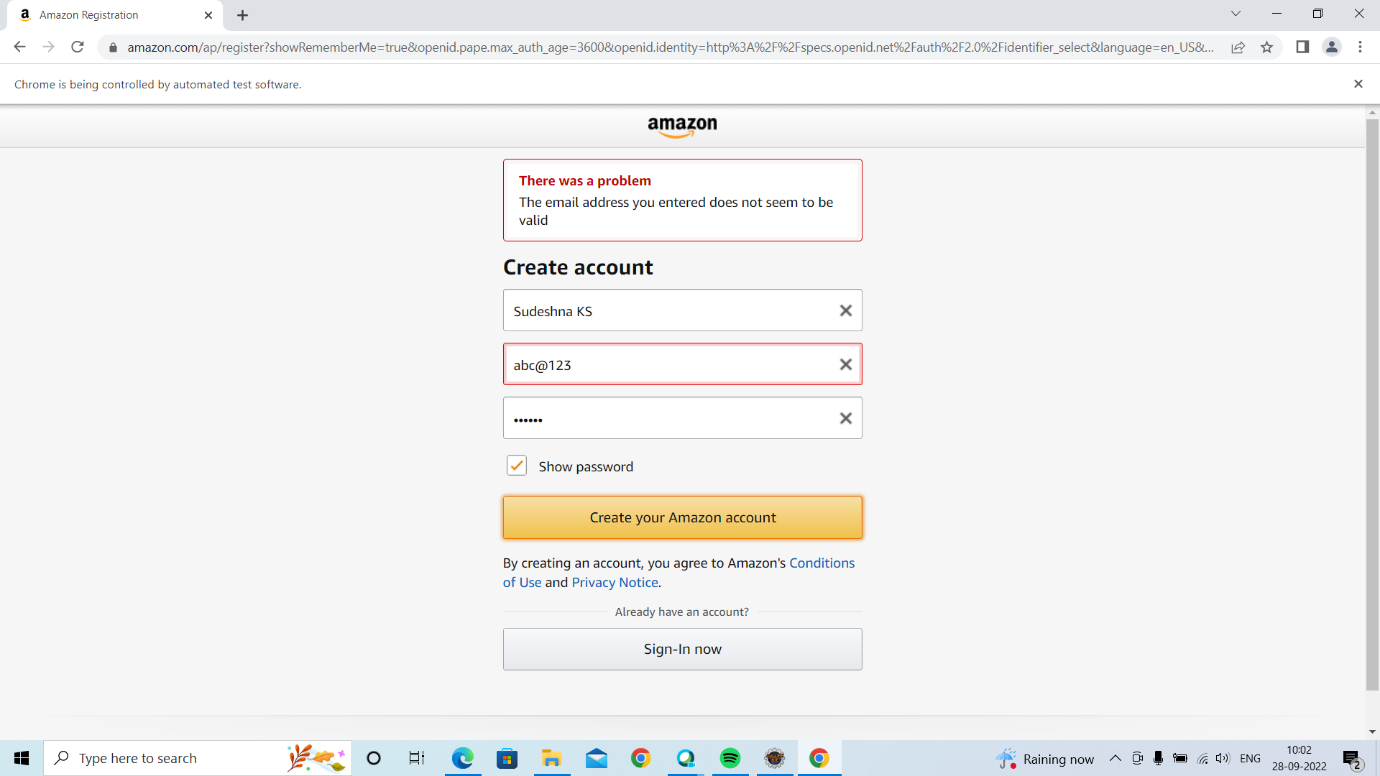 Amazon Registration
amazon.com/ap/register?showRememberMe=true&openid.pape.max_auth_age=3600&openid.identity=http%3A%2F%2Fspecs.openid.net%2Fauth%2F2.0%2Fidentifier_select&language=en_US&...
Chrome is being controlled by automated test software.
amazon
There was a problem
The email address you entered does not seem to be
valid
Create account
Sudeshna KS
abc@123
••••••
Show password
Create your Amazon account
By creating an account, you agree to Amazon's Conditions
of Use and Privacy Notice.
Already have an account?
Sign-In now
Type here to search
Raining now
ENG
10:02
28-09-2022
2